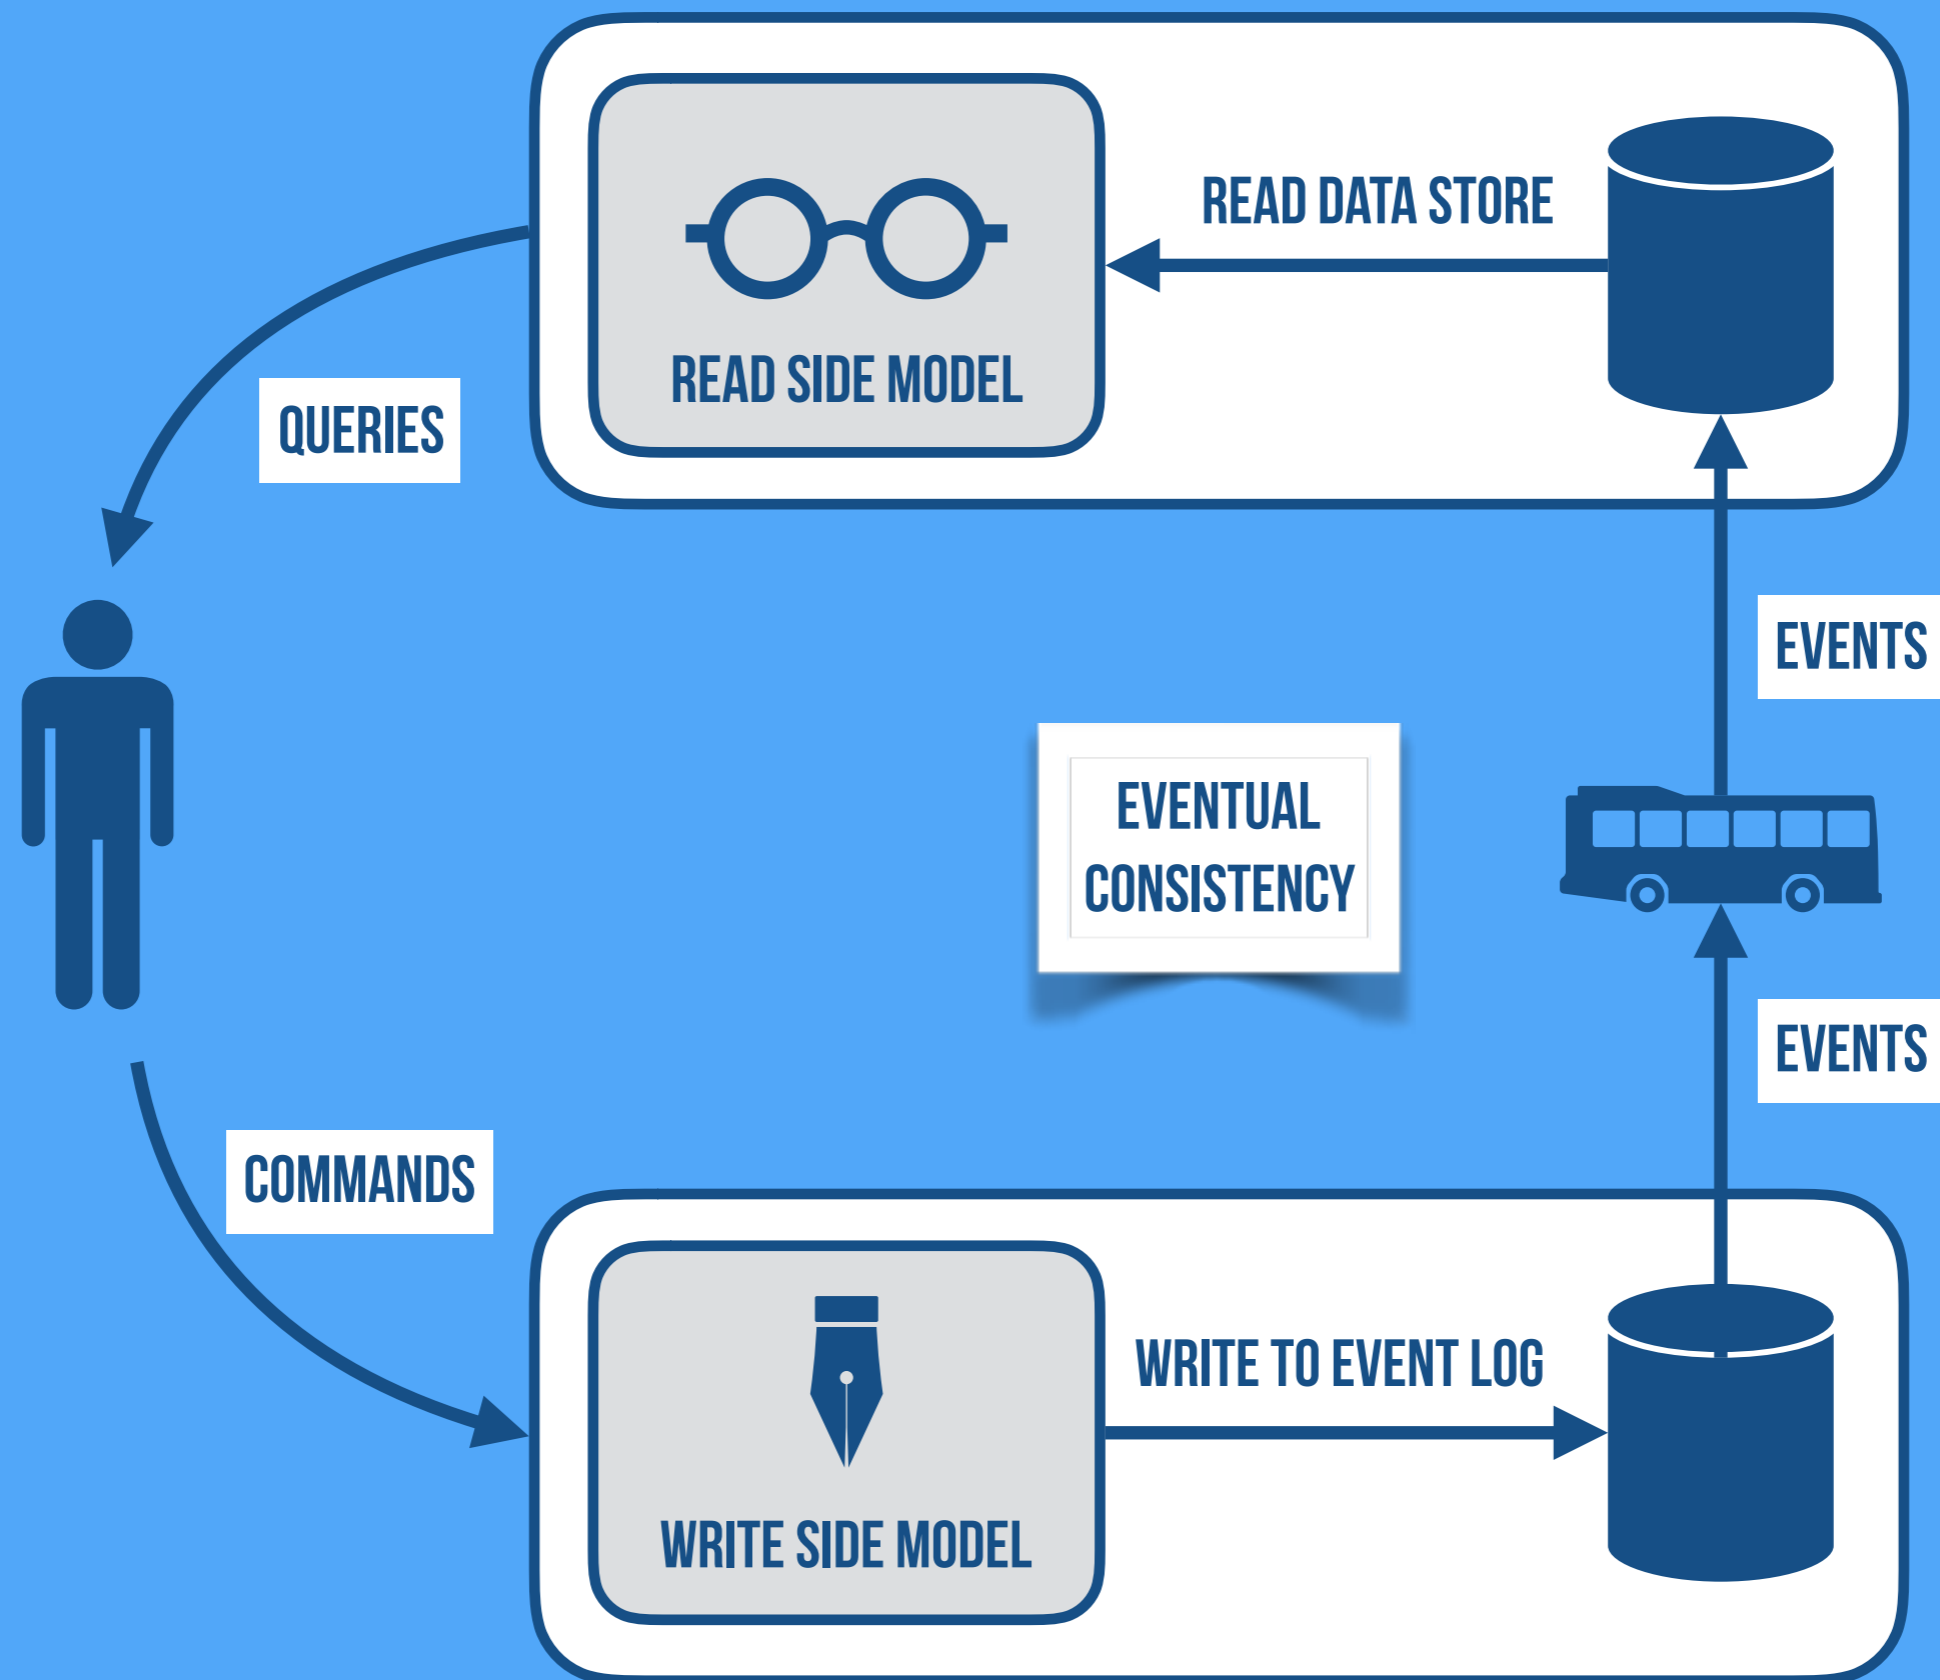 READ DATA STORE
READ SIDE MODEL
QUERIES
EVENTS
EVENTUAL
CONSISTENCY
EVENTS
COMMANDS
WRITE TO EVENT LOG
WRITE SIDE MODEL